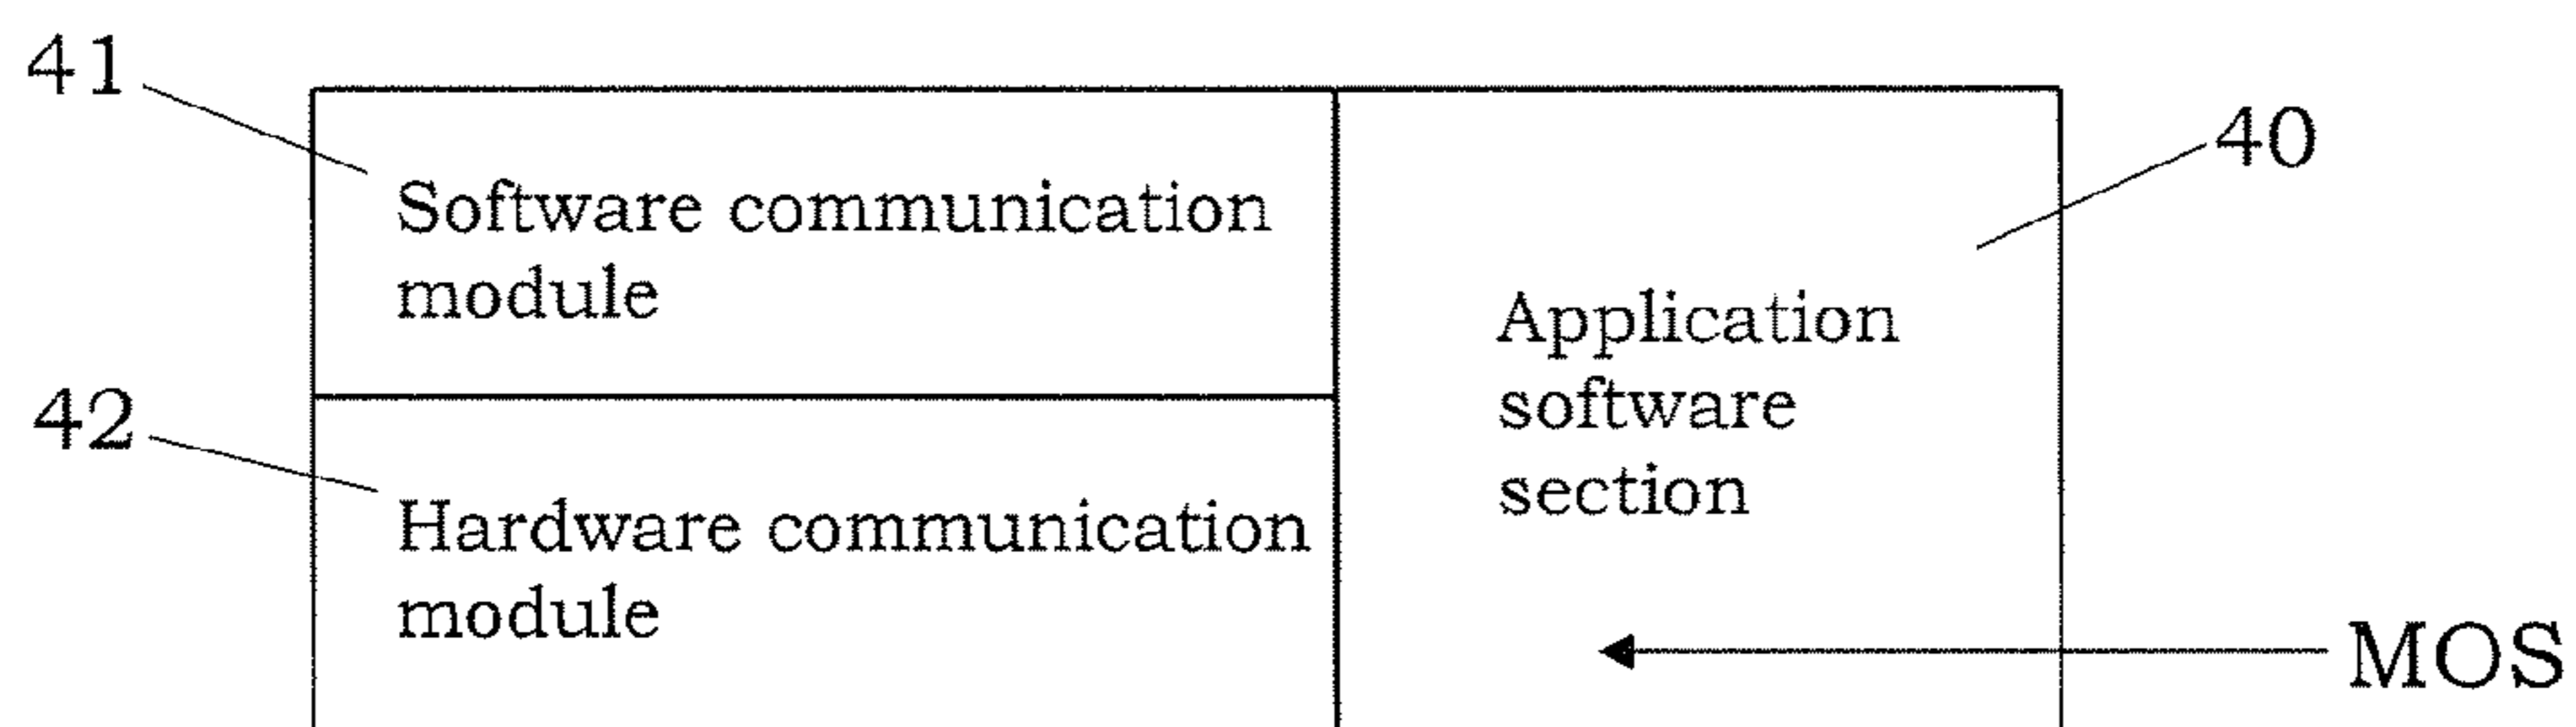 41
Software communication
module
40
Application
software
section
42
Hardware communication
module
MOS